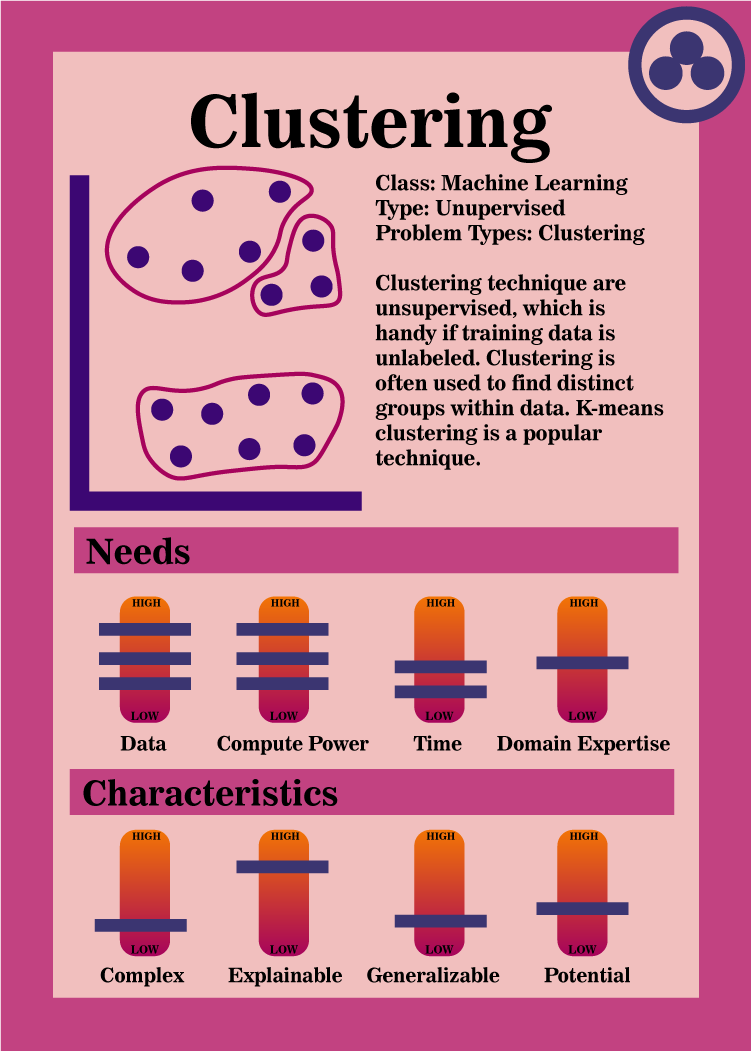 Clustering
Class: Machine Learning
Type: Unupervised
Problem Types: Clustering
Clustering technique are
unsupervised, which is
handy if training data is
unlabeled. Clustering is
often used to find distinct
groups within data. K-means
clustering is a popular
technique.
Needs
HIGH HIGH HIGH HIGH
LOW LOW LOW LOW
Data Compute Power Time Domain Expertise
Characteristics
HIGH HIGH HIGH HIGH
LOW LOW LOW LOW
Complex Explainable Generalizable Potential